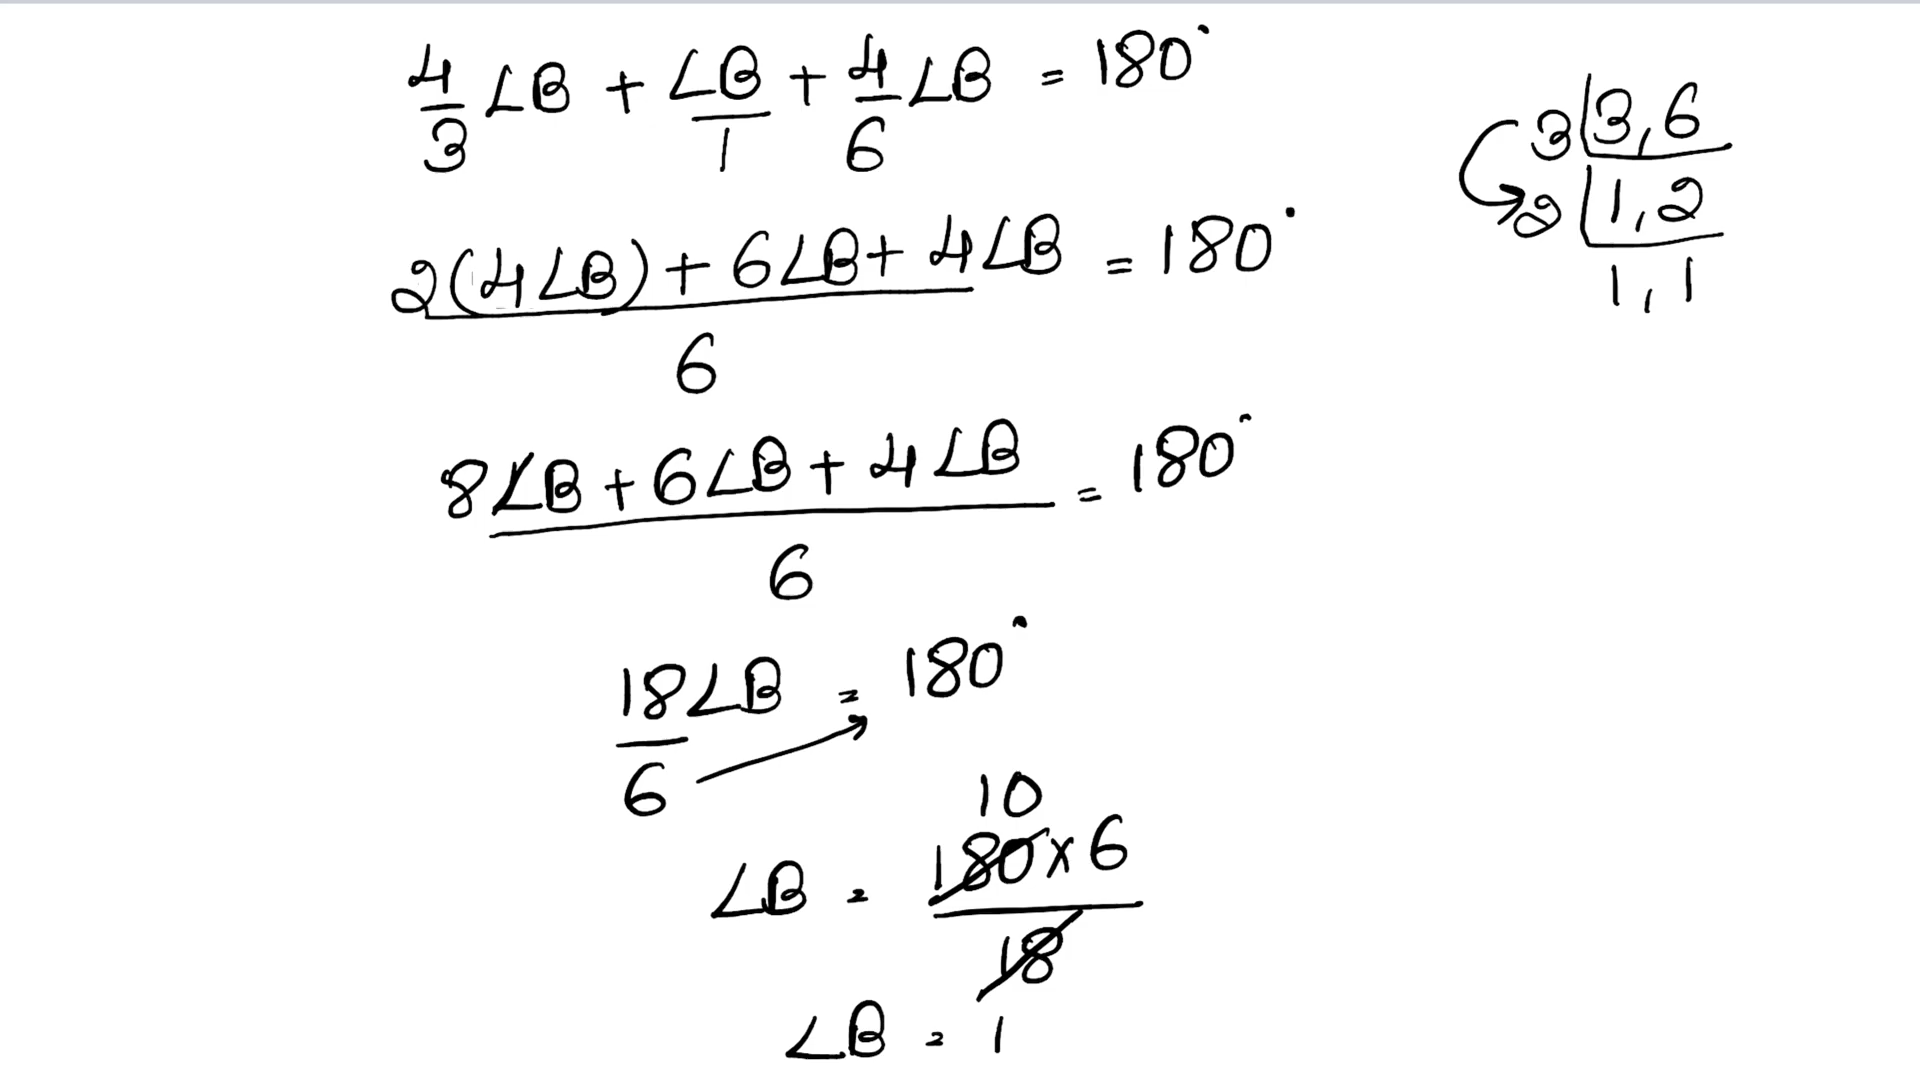 4/3 ∠B + ∠B/1 + 4/6 ∠B = 180°
3 | 3, 6
2 | 1, 2
1, 1
2(4∠B) + 6∠B + 4∠B = 180°
6
8∠B + 6∠B + 4∠B = 180°
6
18∠B = 180°
6
10
∠B = 180 × 6
18
∠B = 1